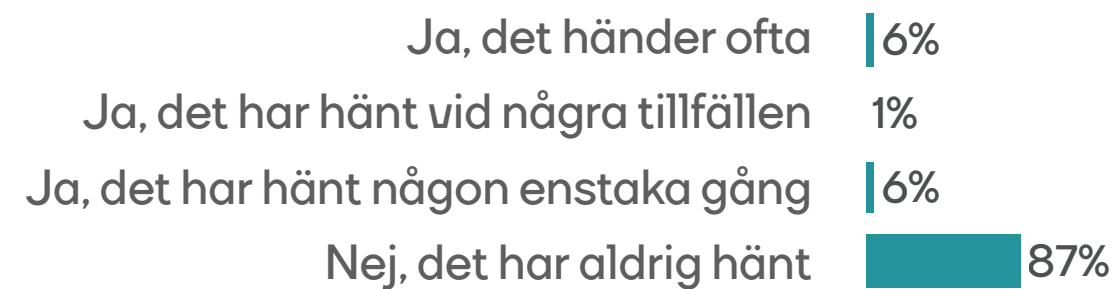 Ja, det händer ofta 6%
Ja, det har hänt vid några tillfällen 1%
Ja, det har hänt någon enstaka gång 6%
Nej, det har aldrig hänt 87%